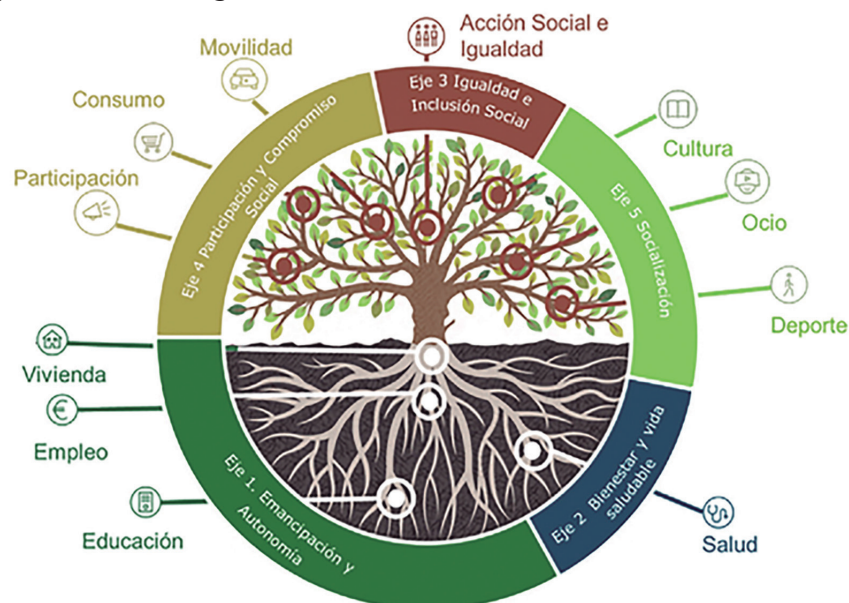 Acción Social e
Igualdad
Movilidad
Consumo
Participación
Eje 3 Igualdad e
Inclusión Social
Eje 4 Participación y Compromiso
Social
Cultura
Ocio
Deporte
Eje 5 Socialización
Vivienda
Empleo
Educación
Eje 1. Emancipación y
Autonomía
Eje 2 Bienestar y vida
saludable
Salud